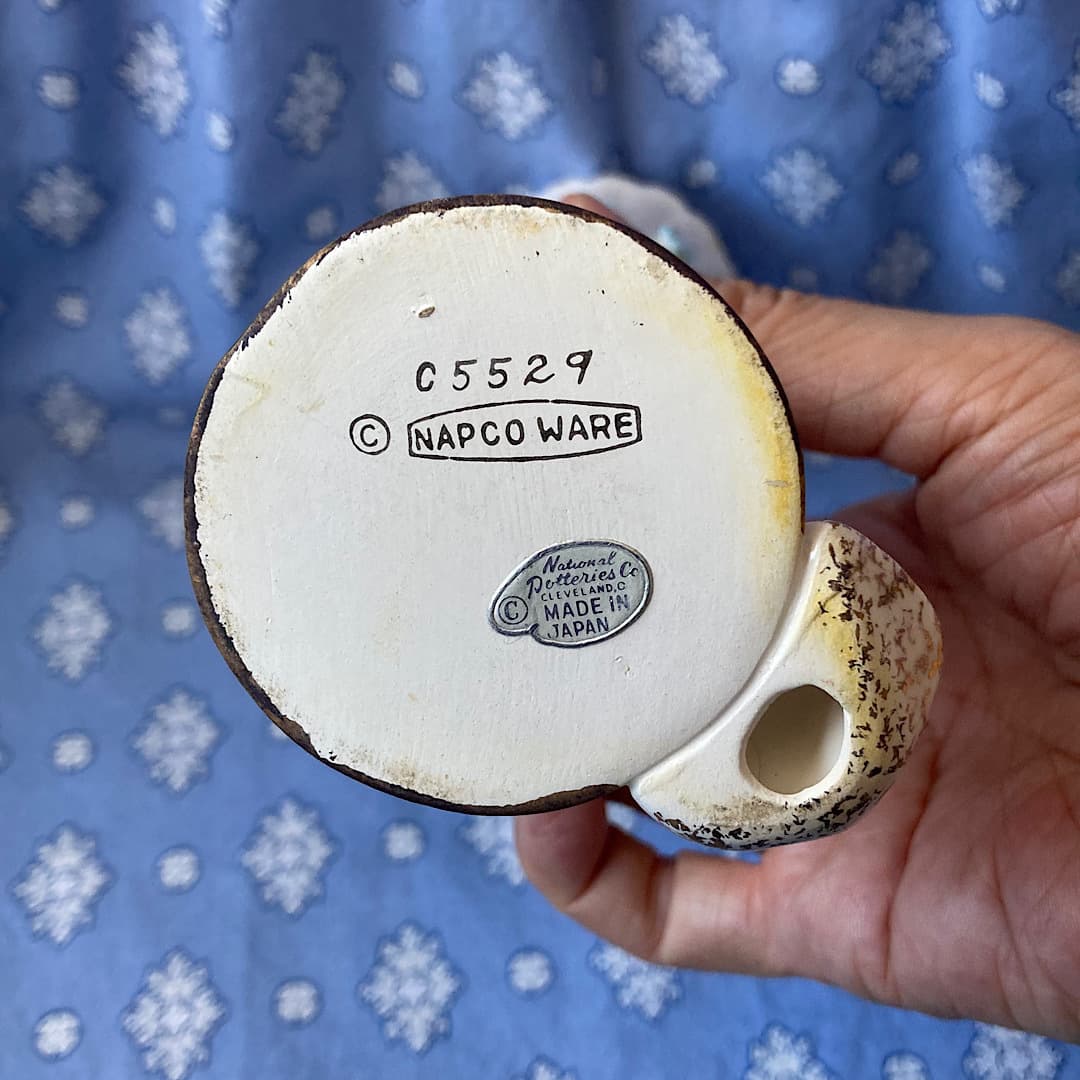 C5529
© NAPCO WARE
National
Potteries Co
CLEVELAND, O
© MADE IN
JAPAN